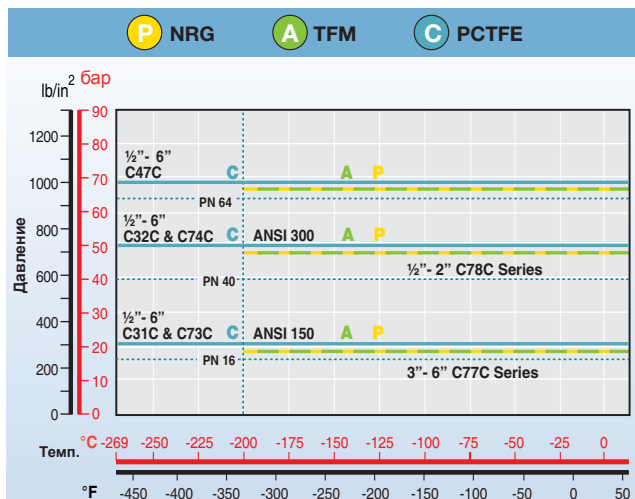 P NRG A TFM C PCTFE
lb/in² бар
90
1200 80
½”- 6”
C47C C A P
1000 70
PN 64
60
800
½”- 6”
C32C & C74C C ANSI 300 A P
50
½”- 2” C78C Series
600 40
PN 40
Давление
400 30
½”- 6”
C31C & C73C C ANSI 150 A P
20
PN 16
3”- 6” C77C Series
200 10
0 0
Темп. °C -269 -250 -225 -200 -175 -150 -125 -100 -75 -50 -25 0
°F -450 -400 -350 -300 -250 -200 -150 -100 -50 0 50